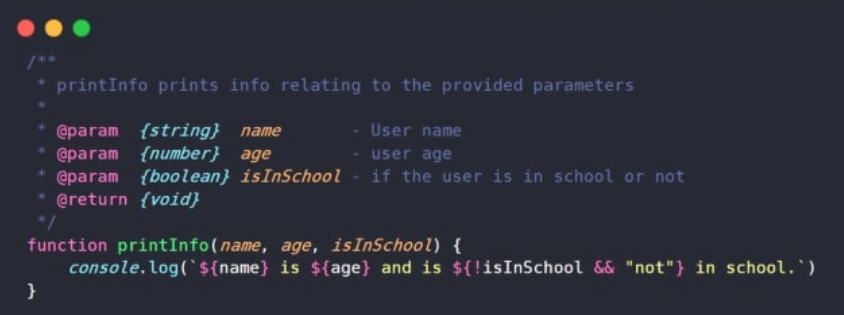 /**
 * printInfo prints info relating to the provided parameters
 *
 * @param  {string}  name       - User name
 * @param  {number}  age        - user age
 * @param  {boolean} isInSchool - if the user is in school or not
 * @return {void}
 */
function printInfo(name, age, isInSchool) {
    console.log(`${name} is ${age} and is ${!isInSchool && "not"} in school.`)
}